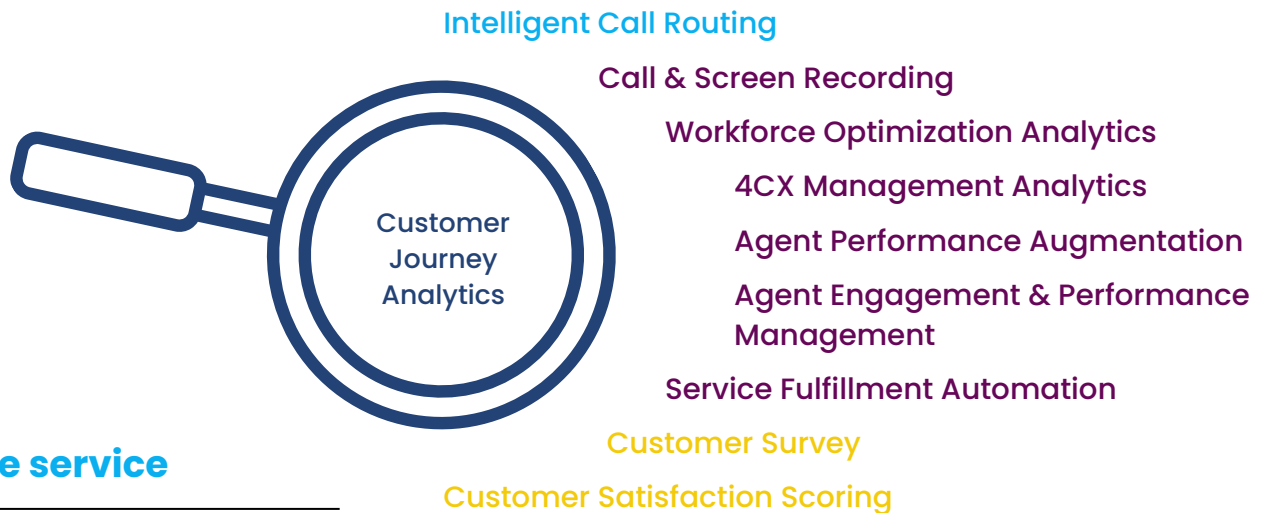 Intelligent Call Routing
Call & Screen Recording
Workforce Optimization Analytics
4CX Management Analytics
Customer
Journey
Analytics
Agent Performance Augmentation
Agent Engagement & Performance
Management
Service Fulfillment Automation
Customer Survey
e service
Customer Satisfaction Scoring